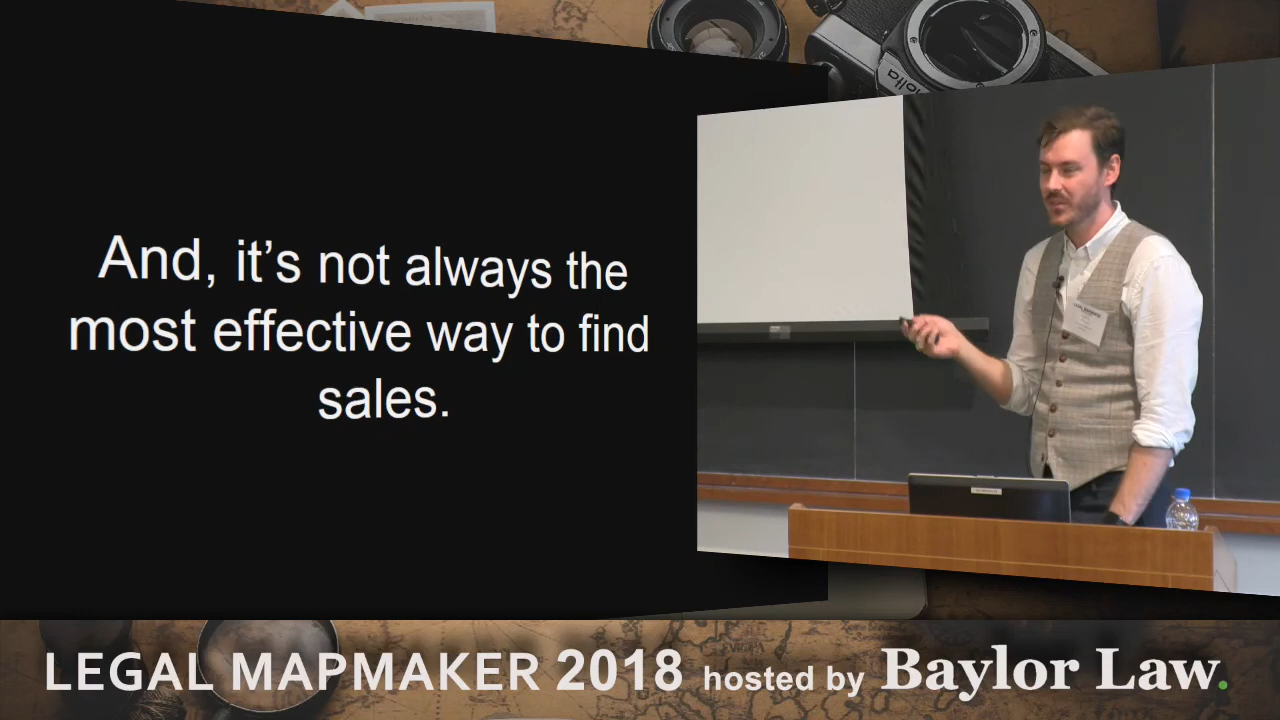 And, it’s not always the
most effective way to find
sales.
LEGAL MAPMAKER 2018 hosted by Baylor Law.